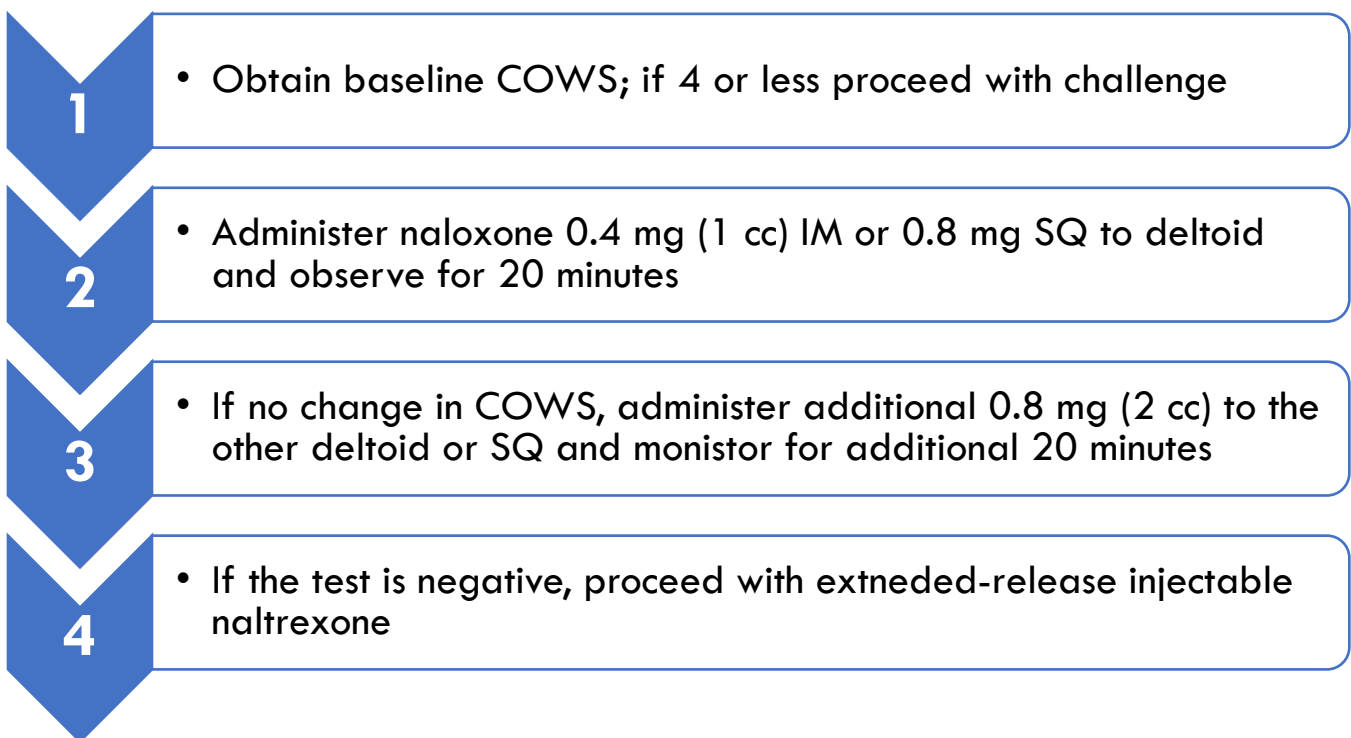 1
• Obtain baseline COWS; if 4 or less proceed with challenge
2
• Administer naloxone 0.4 mg (1 cc) IM or 0.8 mg SQ to deltoid
and observe for 20 minutes
3
• If no change in COWS, administer additional 0.8 mg (2 cc) to the
other deltoid or SQ and monistor for additional 20 minutes
4
• If the test is negative, proceed with extneded-release injectable
naltrexone